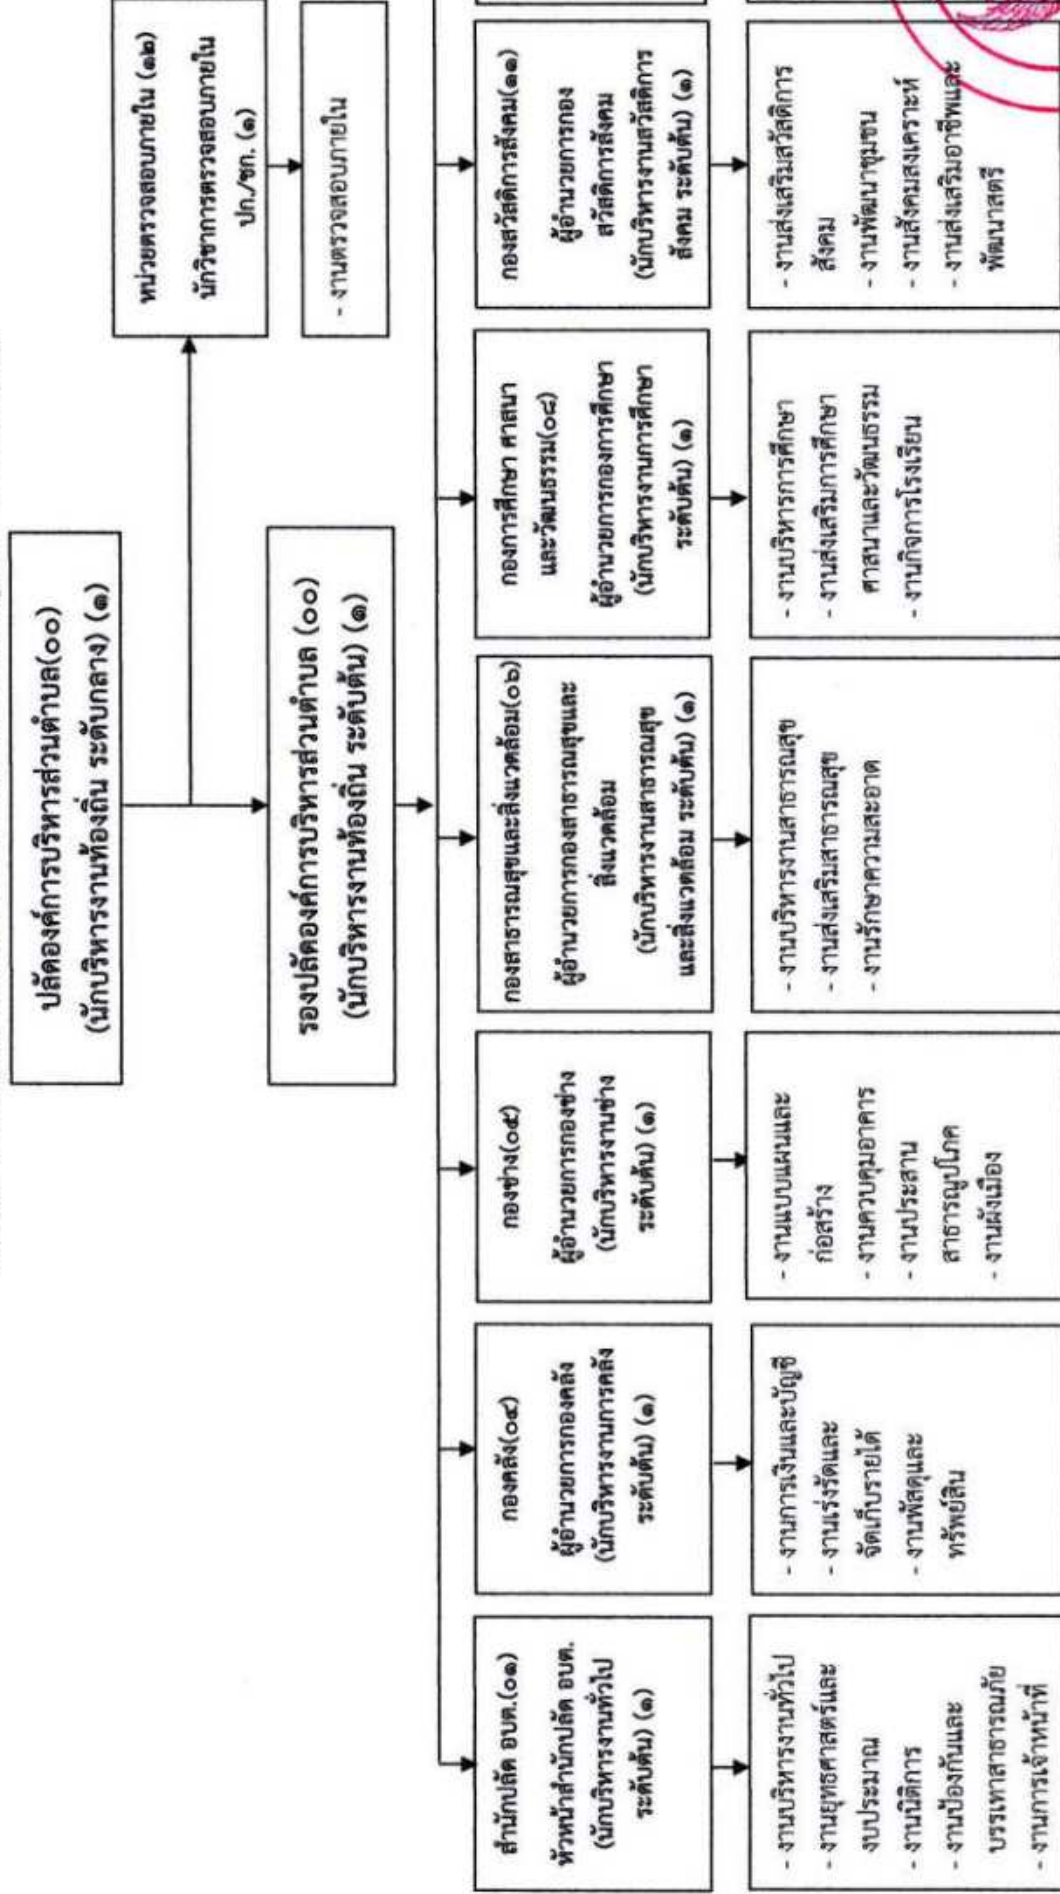 ปลัดองค์การบริหารส่วนตำบล(๐๐)
(นักบริหารงานท้องถิ่น ระดับกลาง) (๑)
หน่วยตรวจสอบภายใน (๑๒)
นักวิชาการตรวจสอบภายใน
ปก./ชก. (๑)
- งานตรวจสอบภายใน
รองปลัดองค์การบริหารส่วนตำบล (๐๐)
(นักบริหารงานท้องถิ่น ระดับต้น) (๑)
สำนักปลัด อบต.(๐๑)
หัวหน้าสำนักปลัด อบต.
(นักบริหารงานทั่วไป
ระดับต้น) (๑)
- งานบริหารงานทั่วไป
- งานยุทธศาสตร์และ
งบประมาณ
- งานนิติการ
- งานป้องกันและ
บรรเทาสาธารณภัย
- งานการเจ้าหน้าที่
กองคลัง(๐๔)
ผู้อำนวยการกองคลัง
(นักบริหารงานการคลัง
ระดับต้น) (๑)
- งานการเงินและบัญชี
- งานเร่งรัดและ
จัดเก็บรายได้
- งานพัสดุและ
ทรัพย์สิน
กองช่าง(๐๕)
ผู้อำนวยการกองช่าง
(นักบริหารงานช่าง
ระดับต้น) (๑)
- งานแบบแผนและ
ก่อสร้าง
- งานควบคุมอาคาร
- งานประสาน
สาธารณูปโภค
- งานผังเมือง
กองสาธารณสุขและสิ่งแวดล้อม(๐๖)
ผู้อำนวยการกองสาธารณสุขและ
สิ่งแวดล้อม
(นักบริหารงานสาธารณสุข
และสิ่งแวดล้อม ระดับต้น) (๑)
- งานบริหารงานสาธารณสุข
- งานส่งเสริมสาธารณสุข
- งานรักษาความสะอาด
กองการศึกษา ศาสนา
และวัฒนธรรม(๐๘)
ผู้อำนวยการกองการศึกษา
(นักบริหารงานการศึกษา
ระดับต้น) (๑)
- งานบริหารการศึกษา
- งานส่งเสริมการศึกษา
ศาสนาและวัฒนธรรม
- งานกิจการโรงเรียน
กองสวัสดิการสังคม(๑๑)
ผู้อำนวยการกอง
สวัสดิการสังคม
(นักบริหารงานสวัสดิการ
สังคม ระดับต้น) (๑)
- งานส่งเสริมสวัสดิการ
สังคม
- งานพัฒนาชุมชน
- งานสังคมสงเคราะห์
- งานส่งเสริมอาชีพและ
พัฒนาสตรี